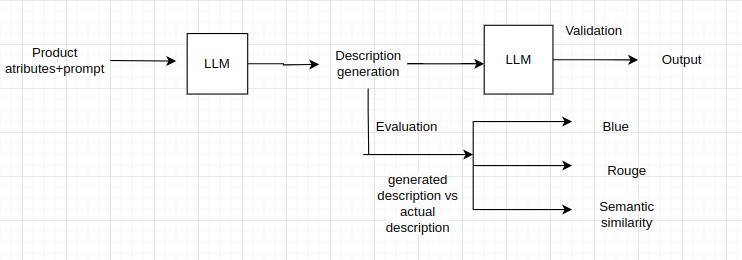 Product
atributes+prompt
LLM
Description
generation
LLM
Validation
Output
Evaluation
generated
description vs
actual
description
Blue
Rouge
Semantic
similarity